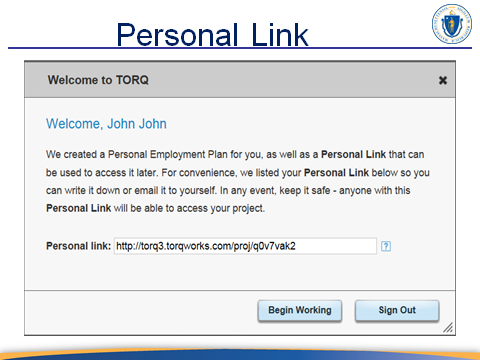 Personal Link
Welcome to TORQ
Welcome, John John
We created a Personal Employment Plan for you, as well as a Personal Link that can
be used to access it later. For convenience, we listed your Personal Link below so you
can write it down or email it to yourself. In any event, keep it safe - anyone with this
Personal Link will be able to access your project.
Personal link: http://torq3.torqworks.com/proj/q0v7vak2 ?
Begin Working Sign Out